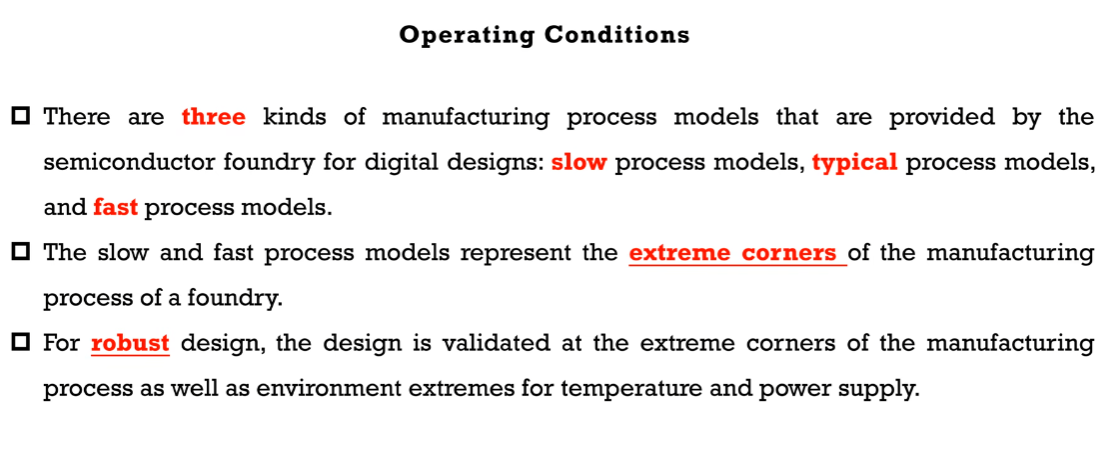 Operating Conditions
There are three kinds of manufacturing process models that are provided by the
semiconductor foundry for digital designs: slow process models, typical process models,
and fast process models.
The slow and fast process models represent the extreme corners of the manufacturing
process of a foundry.
For robust design, the design is validated at the extreme corners of the manufacturing
process as well as environment extremes for temperature and power supply.